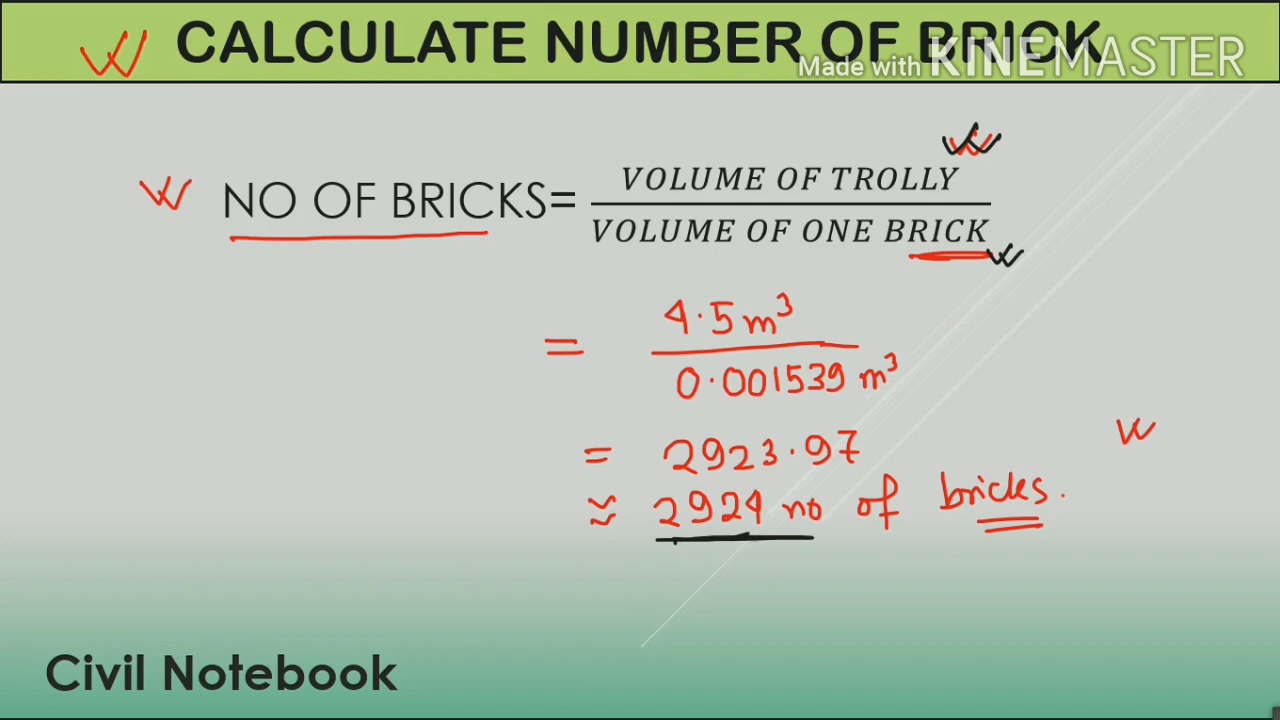 CALCULATE NUMBER OF BRICK
Made with KINEMASTER
NO OF BRICKS= VOLUME OF TROLLY
VOLUME OF ONE BRICK
= 4.5 m³
0.001539 m³
= 2923.97
≈ 2924 no of bricks.
Civil Notebook